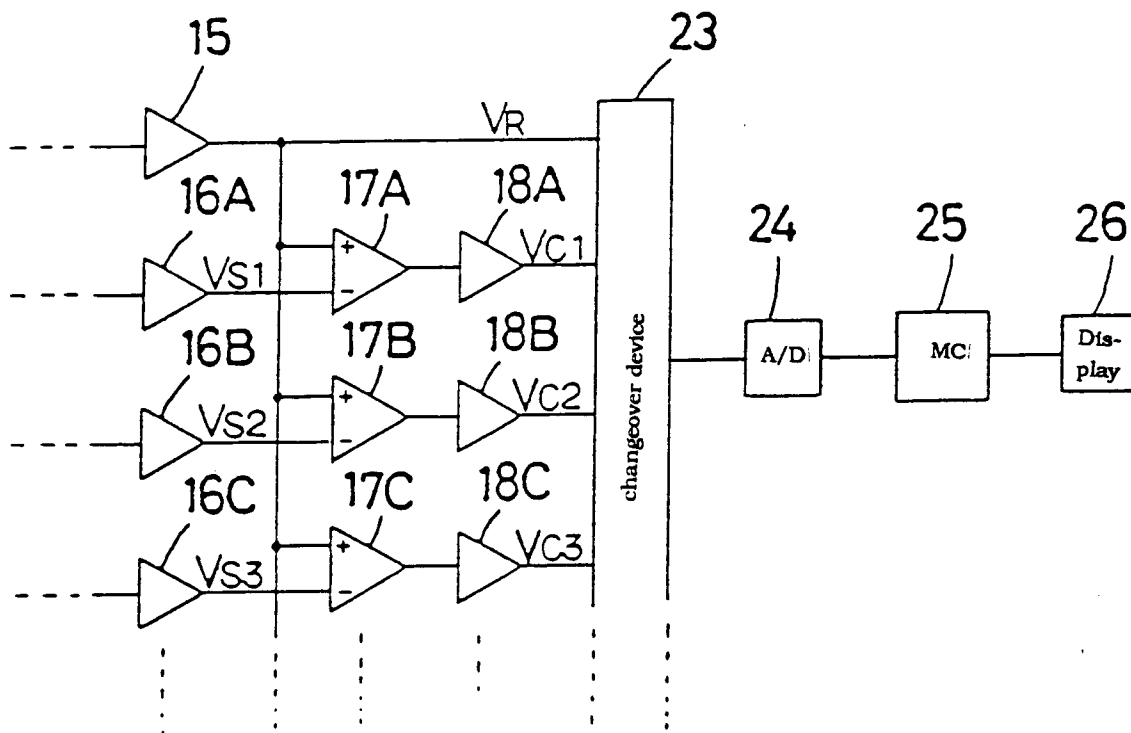 15
23
VR
16A
17A
18A
VS1
+
-
VC1
24
25
26
16B
17B
18B
VS2
+
-
VC2
changeover device
A/D
MC
Dis-
play
16C
17C
18C
VS3
+
-
VC3